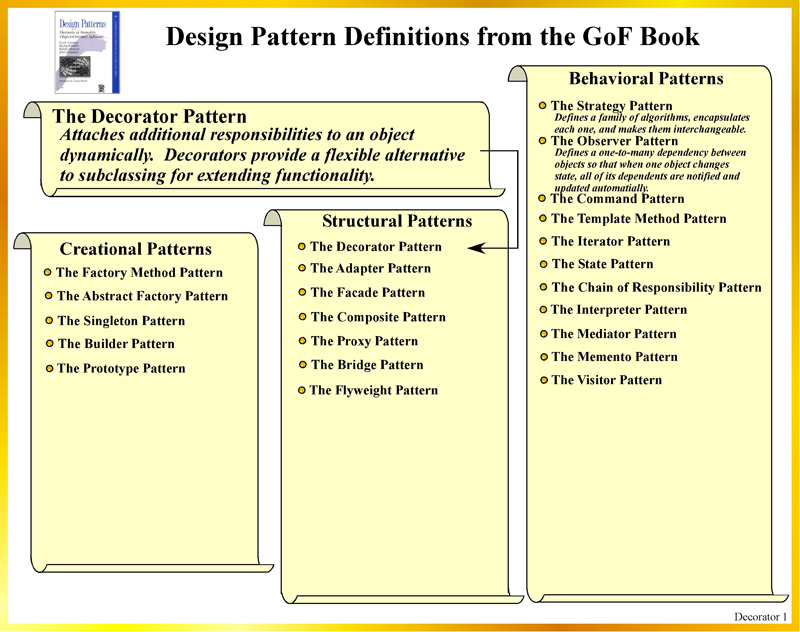 Design Patterns
Design Pattern Definitions from the GoF Book
The Decorator Pattern
Attaches additional responsibilities to an object
dynamically. Decorators provide a flexible alternative
to subclassing for extending functionality.
Creational Patterns
The Factory Method Pattern
The Abstract Factory Pattern
The Singleton Pattern
The Builder Pattern
The Prototype Pattern
Structural Patterns
The Decorator Pattern
The Adapter Pattern
The Facade Pattern
The Composite Pattern
The Proxy Pattern
The Bridge Pattern
The Flyweight Pattern
Behavioral Patterns
The Strategy Pattern
Defines a family of algorithms, encapsulates
each one, and makes them interchangeable.
The Observer Pattern
Defines a one-to-many dependency between
objects so that when one object changes
state, all of its dependents are notified and
updated automatially.
The Command Pattern
The Template Method Pattern
The Iterator Pattern
The State Pattern
The Chain of Responsibility Pattern
The Interpreter Pattern
The Mediator Pattern
The Memento Pattern
The Visitor Pattern
Decorator 1